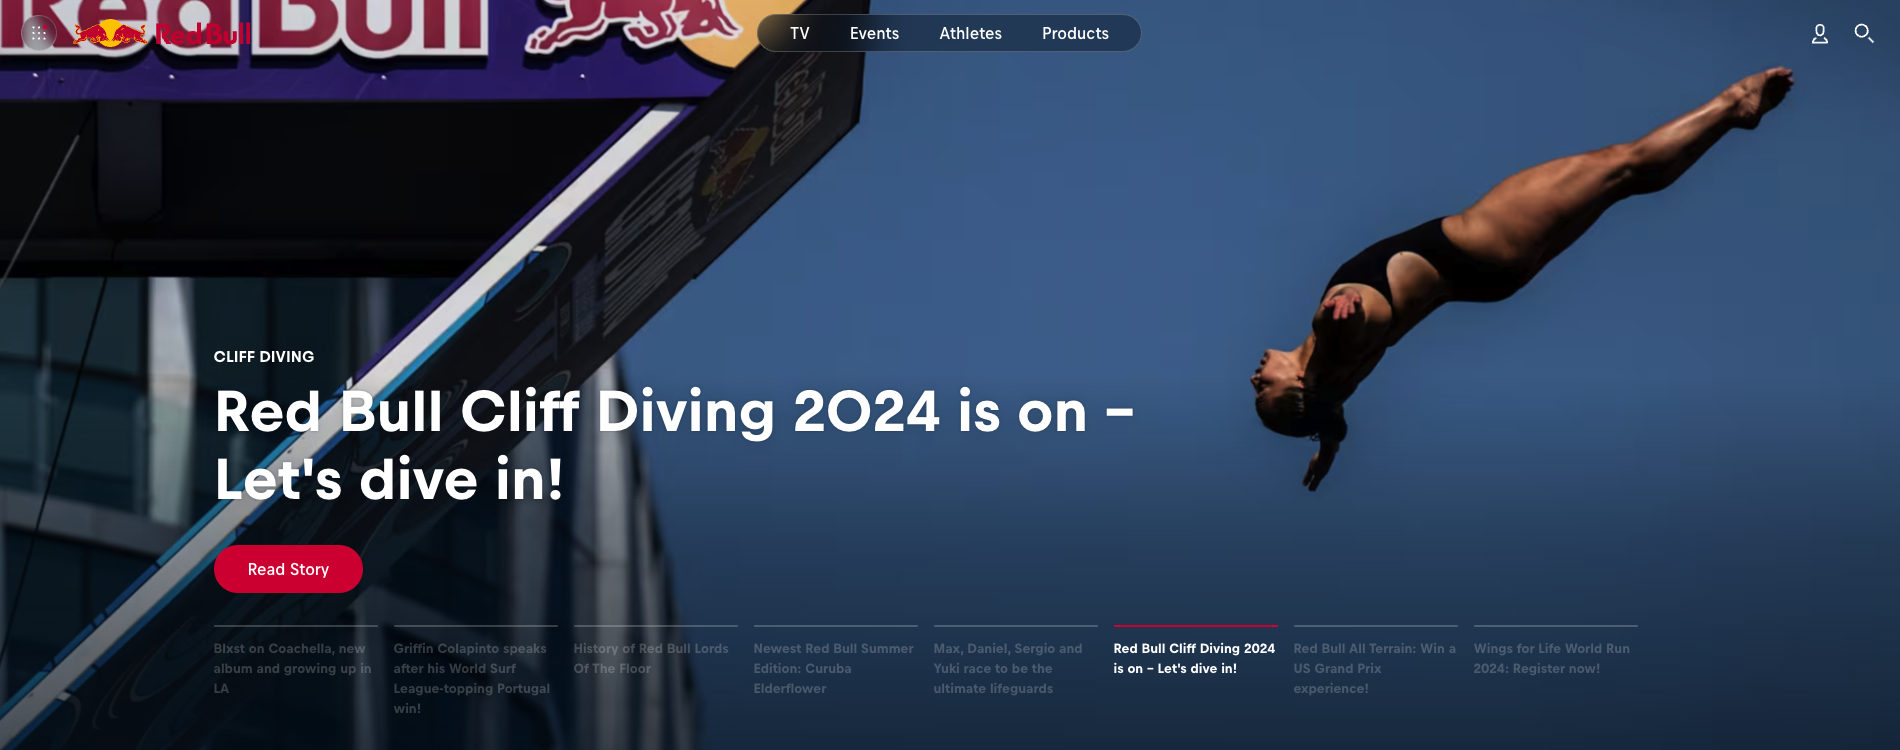 Red Bull
RedBull
TV
Events
Athletes
Products
CLIFF DIVING
Red Bull Cliff Diving 2024 is on –
Let's dive in!
Read Story
Blxst on Coachella, new
album and growing up in
LA
Griffin Colapinto speaks
after his World Surf
League-topping Portugal
win!
History of Red Bull Lords
Of The Floor
Newest Red Bull Summer
Edition: Curuba
Elderflower
Max, Daniel, Sergio and
Yuki race to be the
ultimate lifeguards
Red Bull Cliff Diving 2024
is on – Let's dive in!
Red Bull All Terrain: Win a
US Grand Prix
experience!
Wings for Life World Run
2024: Register now!